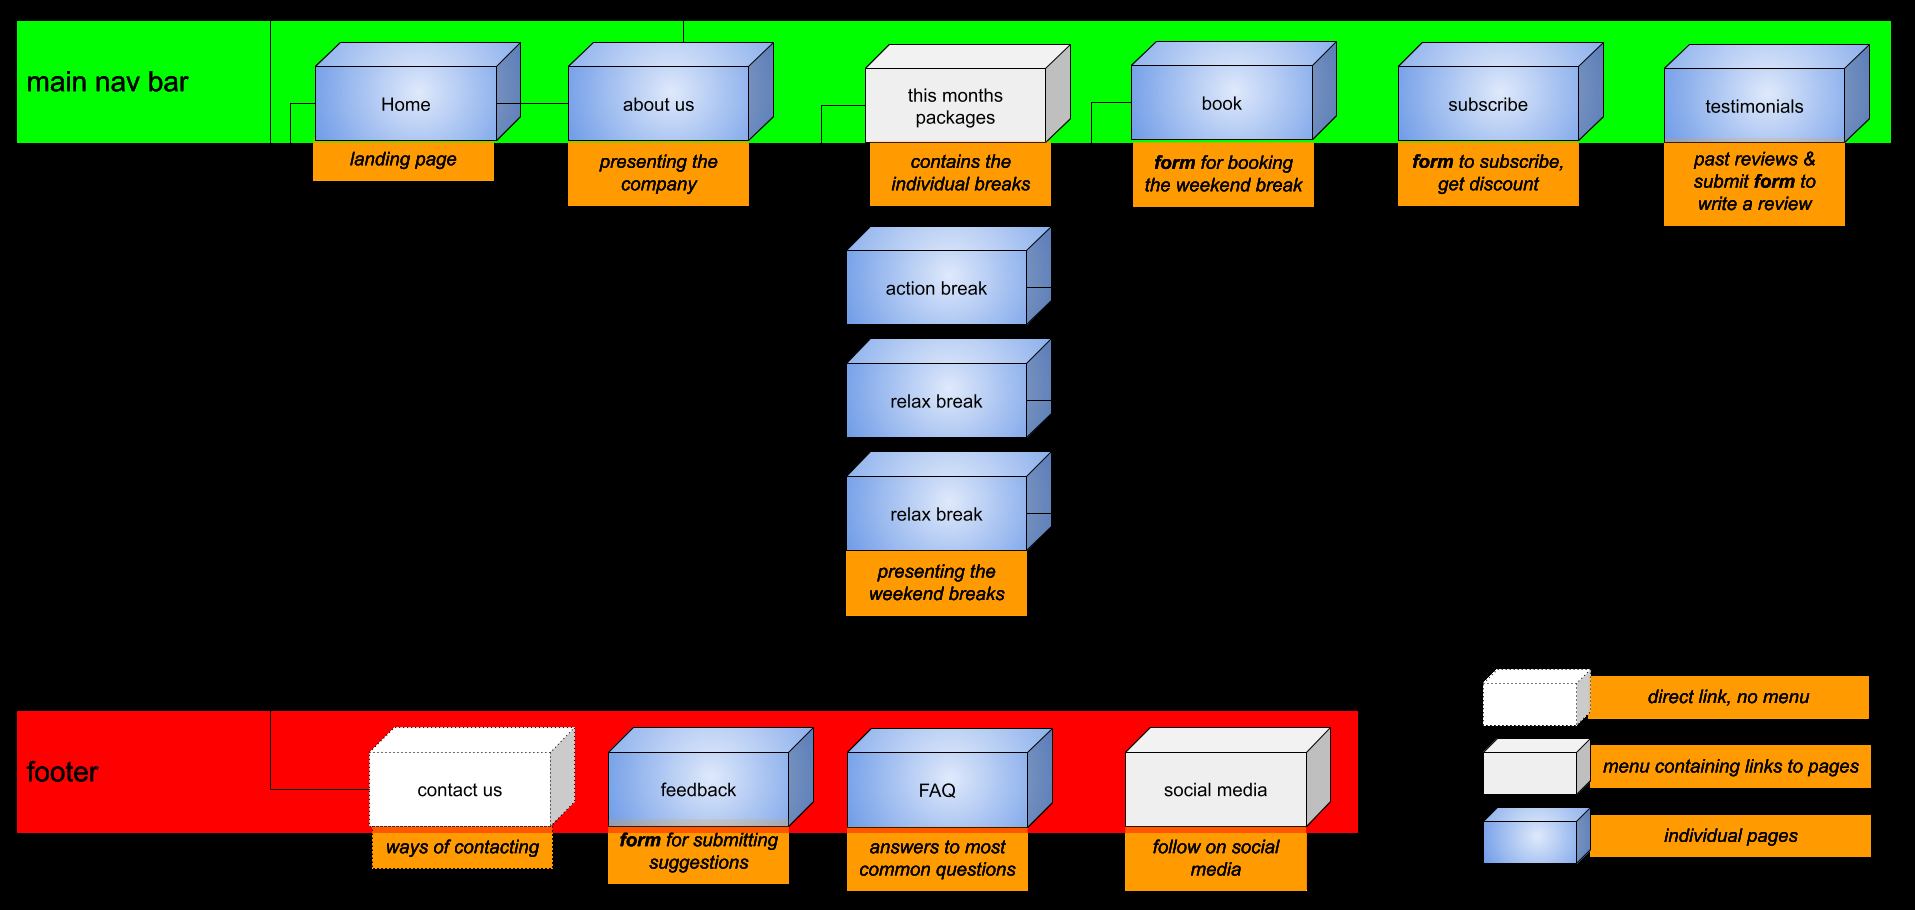 main nav bar
Home
landing page
about us
presenting the
company
this months
packages
contains the
individual breaks
book
form for booking
the weekend break
subscribe
form to subscribe,
get discount
testimonials
past reviews &
submit form to
write a review
action break
relax break
relax break
presenting the
weekend breaks
footer
contact us
ways of contacting
feedback
form for submitting
suggestions
FAQ
answers to most
common questions
social media
follow on social
media
direct link, no menu
menu containing links to pages
individual pages